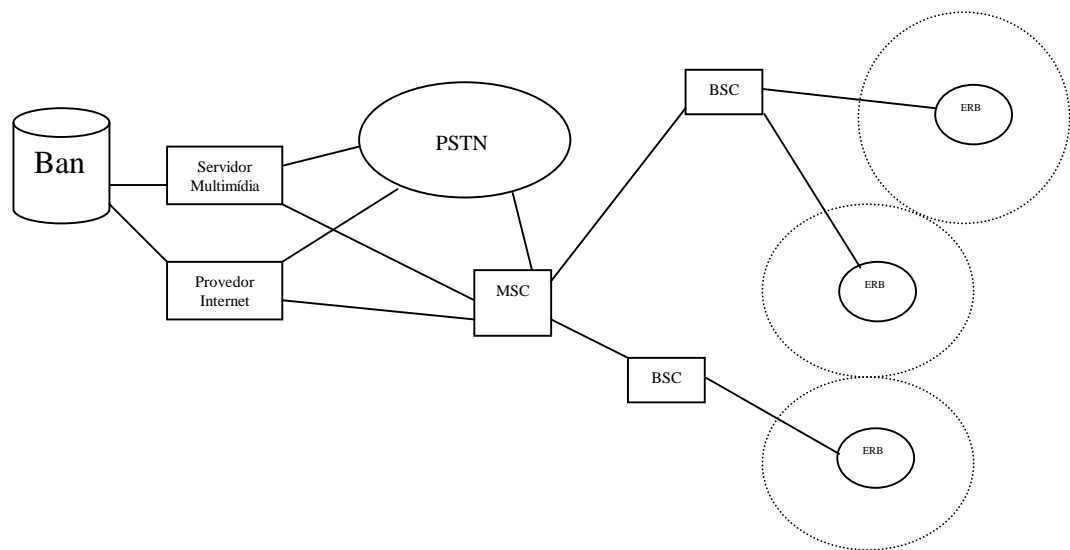 Ban
Servidor
Multimídia
Provedor
Internet
PSTN
MSC
BSC
BSC
ERB
ERB
ERB